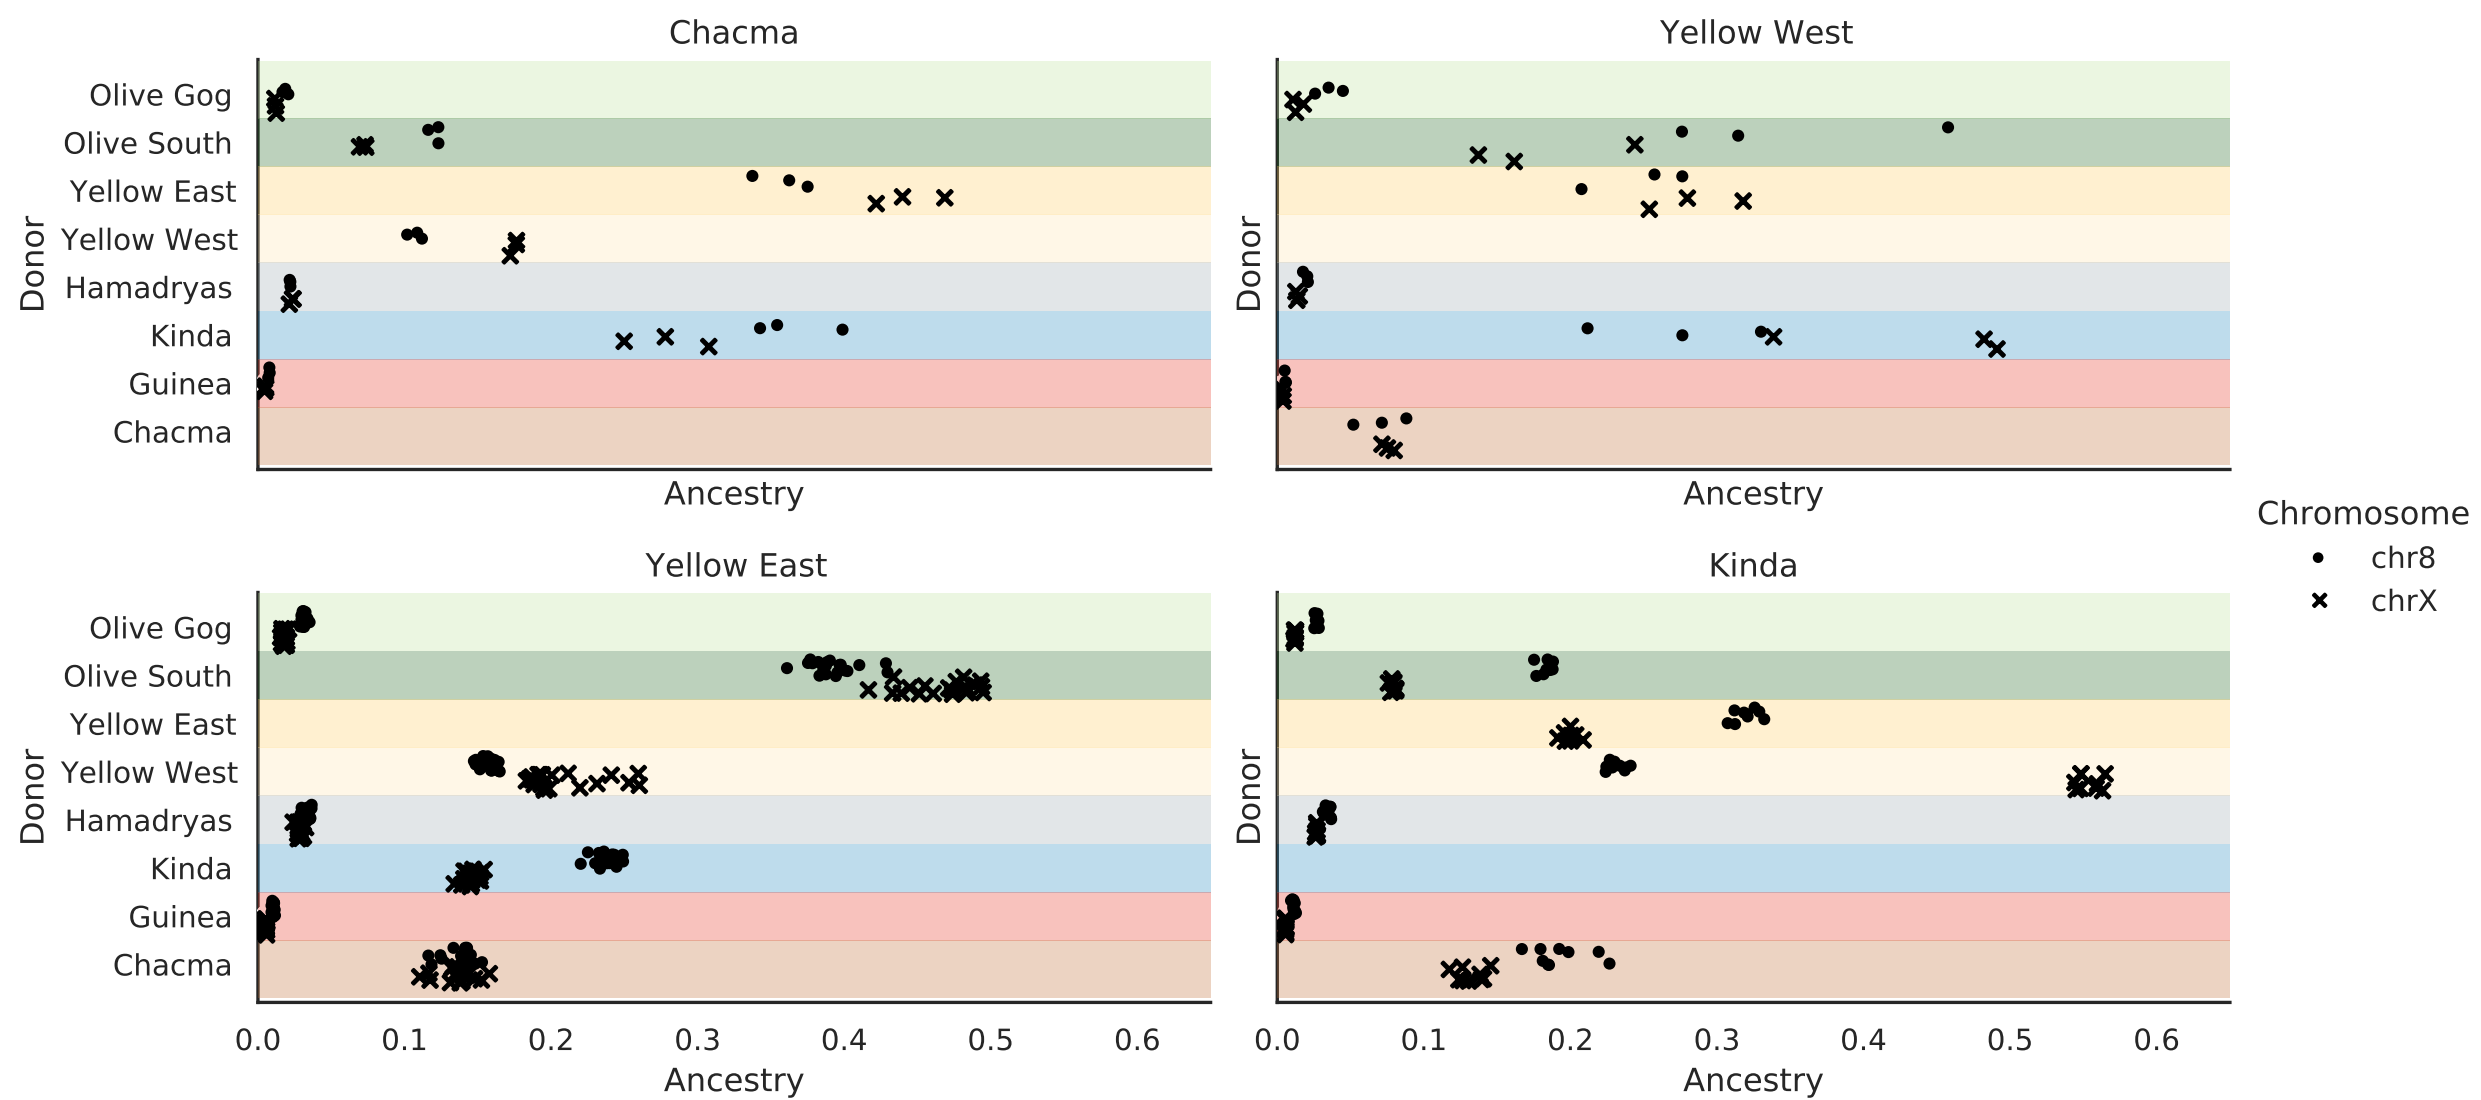 Chacma
Olive Gog
Olive South
Yellow East
Yellow West
Hamadryas
Kinda
Guinea
Chacma
Donor
Ancestry
Yellow West
Donor
Ancestry
Yellow East
Olive Gog
Olive South
Yellow East
Yellow West
Hamadryas
Kinda
Guinea
Chacma
Donor
0.0 0.1 0.2 0.3 0.4 0.5 0.6
Ancestry
Kinda
Donor
0.0 0.1 0.2 0.3 0.4 0.5 0.6
Ancestry
Chromosome
chr8
chrX